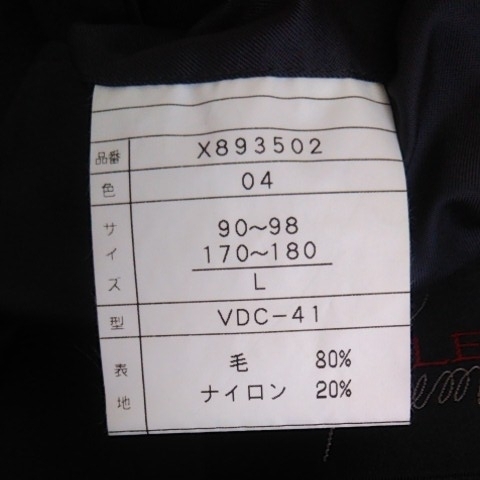 品番 X893502
色 04
サイズ 90～98
170～180
L
型 VDC-41
表地 毛 80%
ナイロン 20%
LE